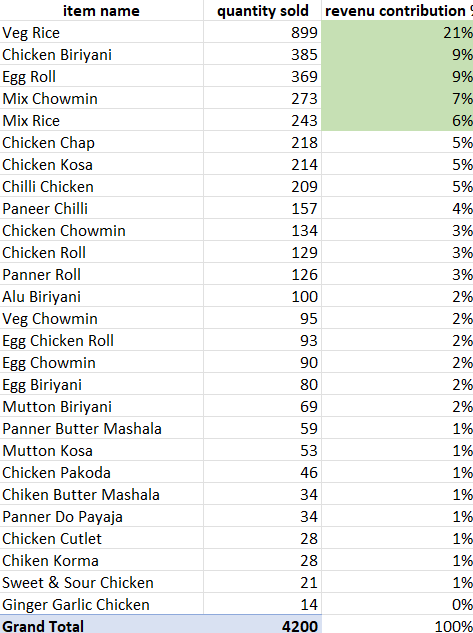 item name quantity sold revenu contribution %
Veg Rice 899 21%
Chicken Biriyani 385 9%
Egg Roll 369 9%
Mix Chowmin 273 7%
Mix Rice 243 6%
Chicken Chap 218 5%
Chicken Kosa 214 5%
Chilli Chicken 209 5%
Paneer Chilli 157 4%
Chicken Chowmin 134 3%
Chicken Roll 129 3%
Panner Roll 126 3%
Alu Biriyani 100 2%
Veg Chowmin 95 2%
Egg Chicken Roll 93 2%
Egg Chowmin 90 2%
Egg Biriyani 80 2%
Mutton Biriyani 69 2%
Panner Butter Mashala 59 1%
Mutton Kosa 53 1%
Chicken Pakoda 46 1%
Chiken Butter Mashala 34 1%
Panner Do Payaja 34 1%
Chicken Cutlet 28 1%
Chiken Korma 28 1%
Sweet & Sour Chicken 21 1%
Ginger Garlic Chicken 14 0%
Grand Total 4200 100%